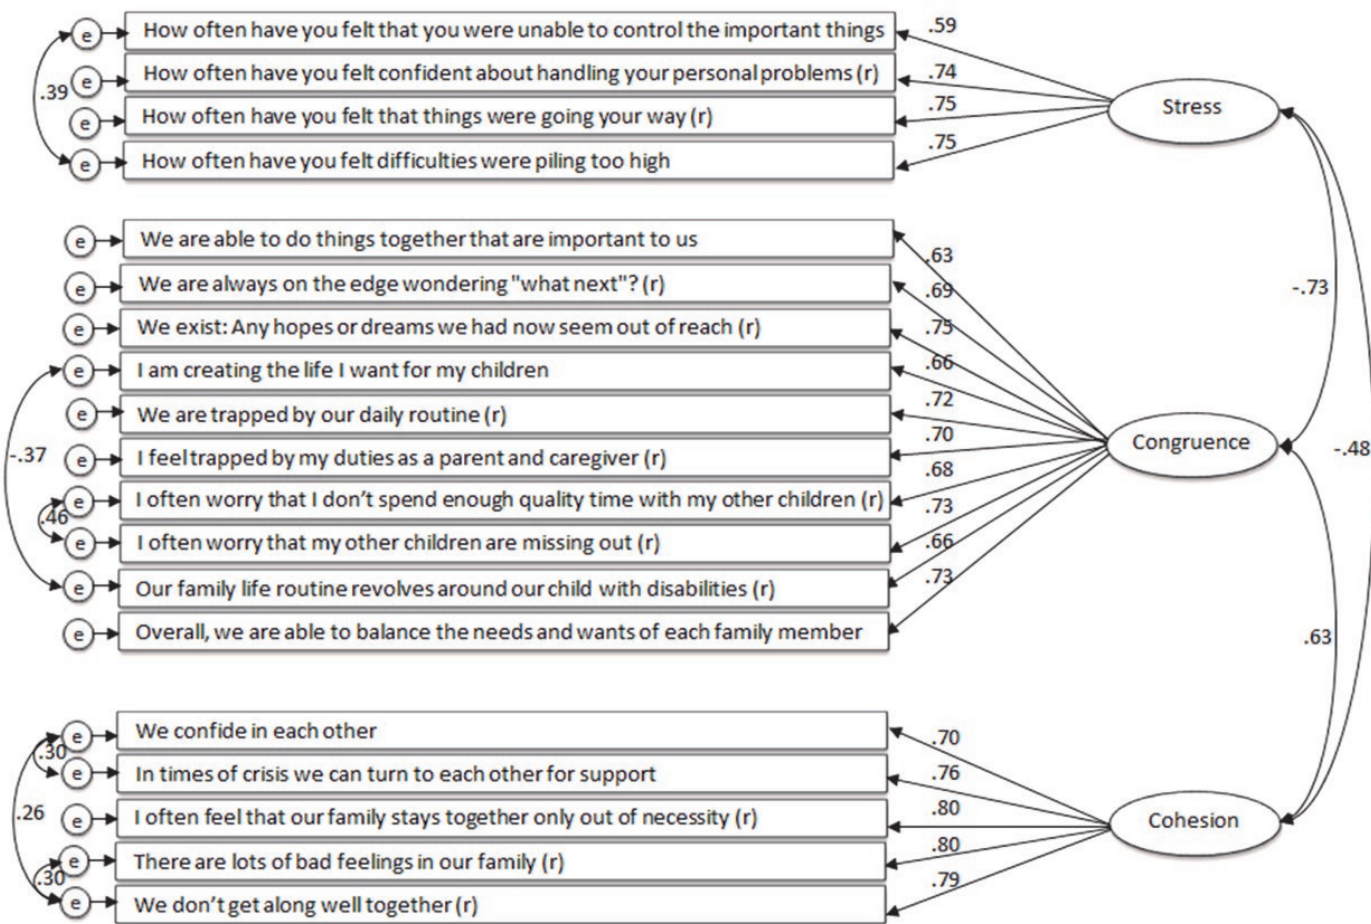 e How often have you felt that you were unable to control the important things .59
e How often have you felt confident about handling your personal problems (r) .74
.39
Stress
e How often have you felt that things were going your way (r) .75
e How often have you felt difficulties were piling too high .75
e We are able to do things together that are important to us .63
e We are always on the edge wondering "what next"? (r) .69
-.73
e We exist: Any hopes or dreams we had now seem out of reach (r) .75
e I am creating the life I want for my children .66
e We are trapped by our daily routine (r) .72
Congruence
-.48
-.37
e I feel trapped by my duties as a parent and caregiver (r) .70
e I often worry that I don't spend enough quality time with my other children (r) .68
.46
e I often worry that my other children are missing out (r) .73
e Our family life routine revolves around our child with disabilities (r) .66
e Overall, we are able to balance the needs and wants of each family member .73
.63
e We confide in each other .70
.30
e In times of crisis we can turn to each other for support .76
.26
e I often feel that our family stays together only out of necessity (r) .80
Cohesion
e There are lots of bad feelings in our family (r) .80
.30
e We don't get along well together (r) .79